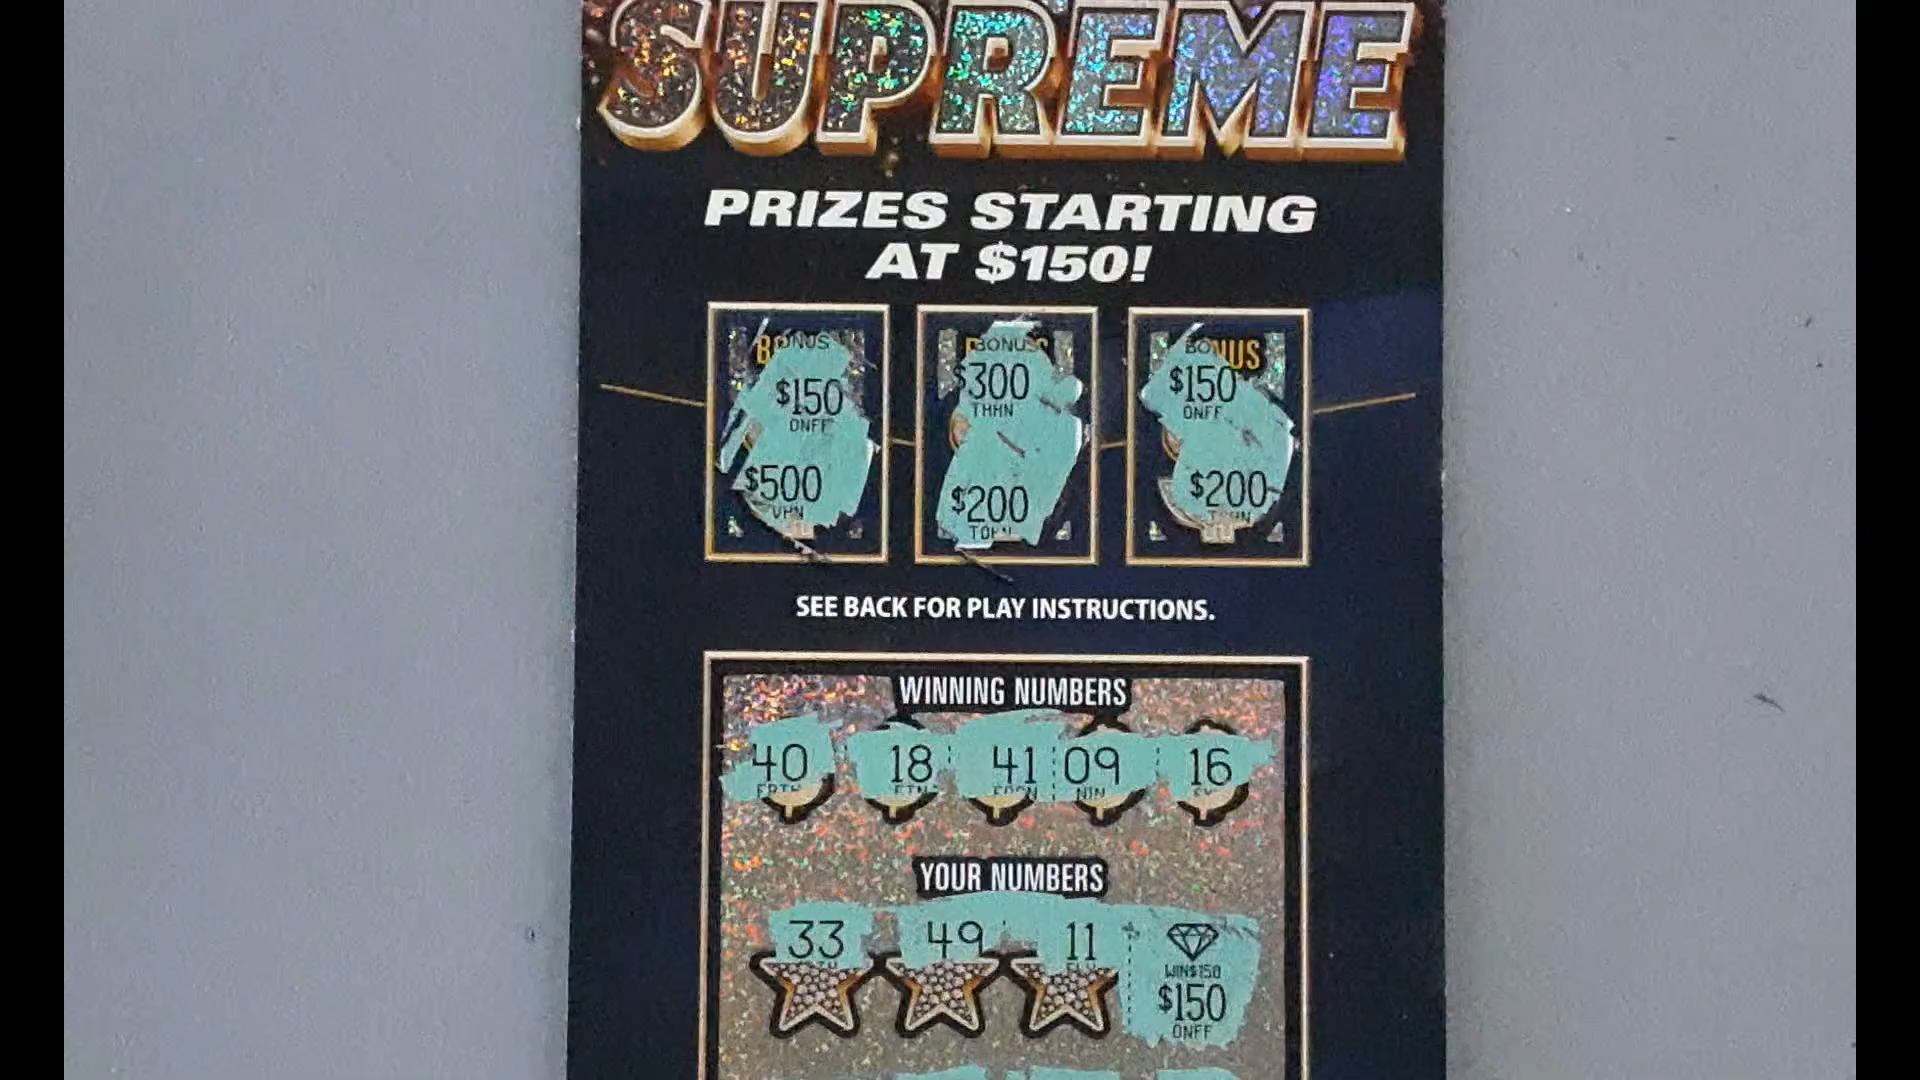 SUPREME
PRIZES STARTING
AT $150!
BONUS BONUS BONUS
$150 $300 $150
ONFF THHN ONFF
$500 $200 $200
VHN
SEE BACK FOR PLAY INSTRUCTIONS.
WINNING NUMBERS
40 18 41 09 16
NIN
YOUR NUMBERS
33 49 11
WIN$150
$150
ONFF